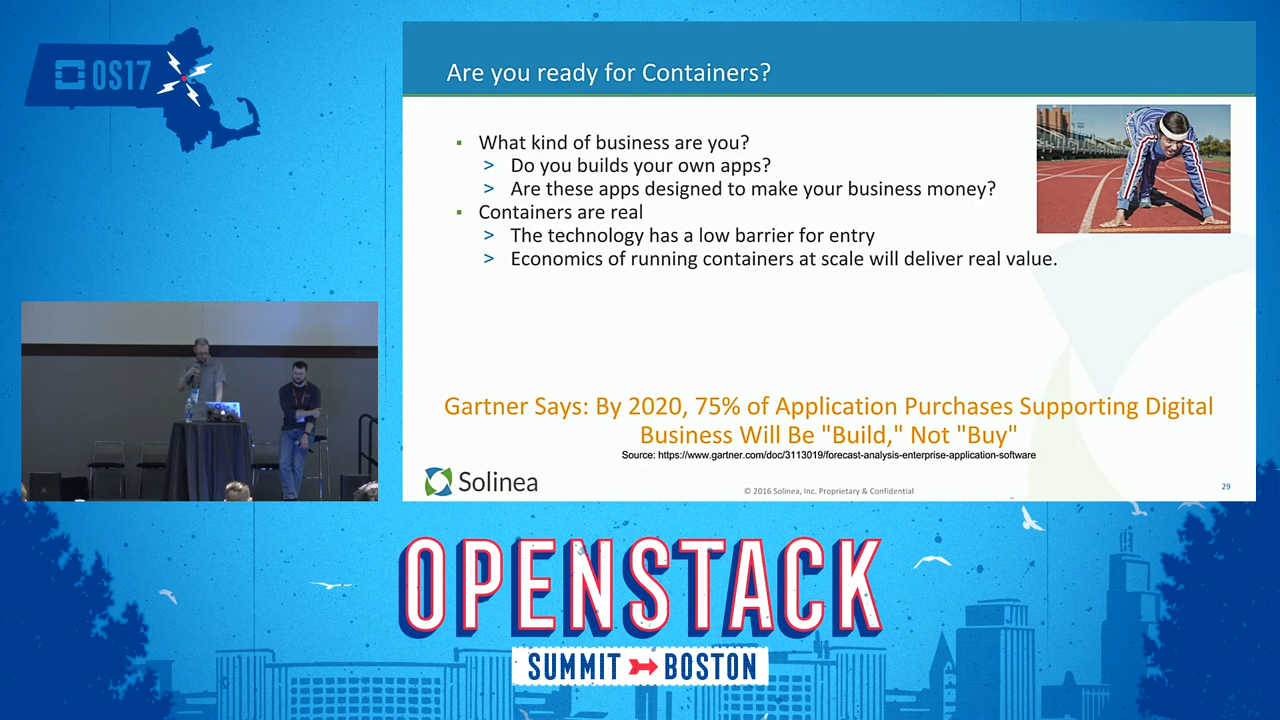 OS17
Are you ready for Containers?
What kind of business are you?
Do you builds your own apps?
Are these apps designed to make your business money?
Containers are real
The technology has a low barrier for entry
Economics of running containers at scale will deliver real value.
Gartner Says: By 2020, 75% of Application Purchases Supporting Digital
Business Will Be "Build," Not "Buy"
Source: https://www.gartner.com/doc/3113019/forecast-analysis-enterprise-application-software
Solinea
© 2016 Solinea, Inc. Proprietary & Confidential
29
OPENSTACK
SUMMIT BOSTON